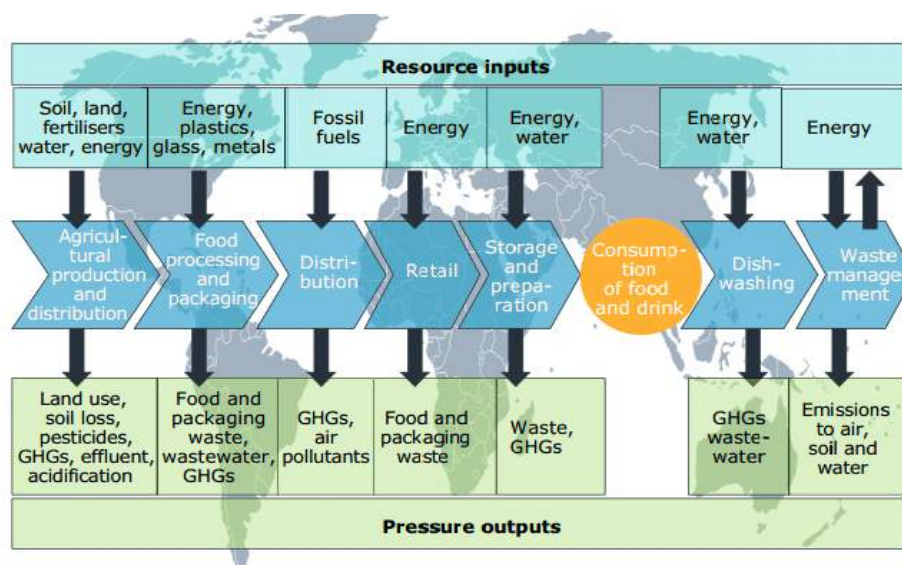 Resource inputs
Soil, land,
fertilisers
water, energy
Energy,
plastics,
glass, metals
Fossil
fuels
Energy
Energy,
water
Energy,
water
Energy
Agricul-
tural
production
and
distribution
Food
processing
and
packaging
Distri-
bution
Retail
Storage
and
prepa-
ration
Consump-
tion
of food
and drink
Dish-
washing
Waste
manage-
ment
Land use,
soil loss,
pesticides,
GHGs, effluent,
acidification
Food and
packaging
waste,
wastewater,
GHGs
GHGs,
air
pollutants
Food and
packaging
waste
Waste,
GHGs
GHGs
waste-
water
Emissions
to air,
soil and
water
Pressure outputs